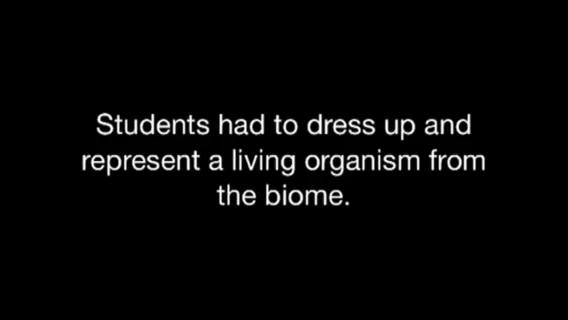 Students had to dress up and
represent a living organism from
the biome.